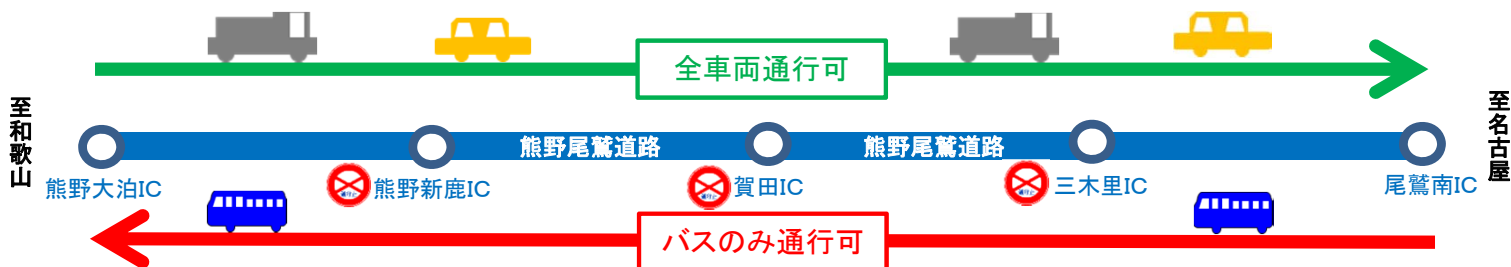 全車両通行可
至和歌山
至名古屋
熊野尾鷲道路
熊野尾鷲道路
熊野大泊IC
熊野新鹿IC
賀田IC
三木里IC
尾鷲南IC
バスのみ通行可